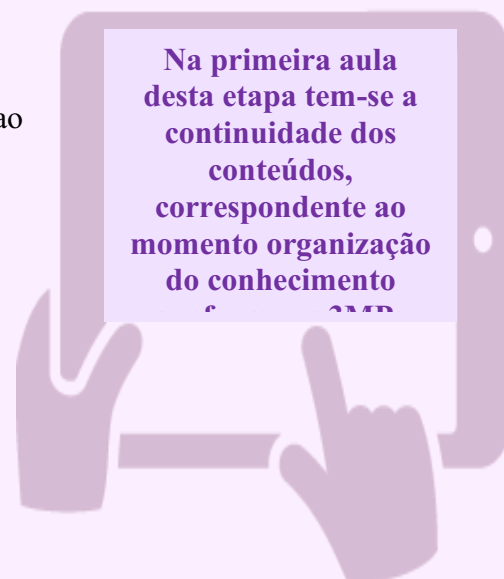 ao
Na primeira aula
desta etapa tem-se a
continuidade dos
conteúdos,
correspondente ao
momento organização
do conhecimento